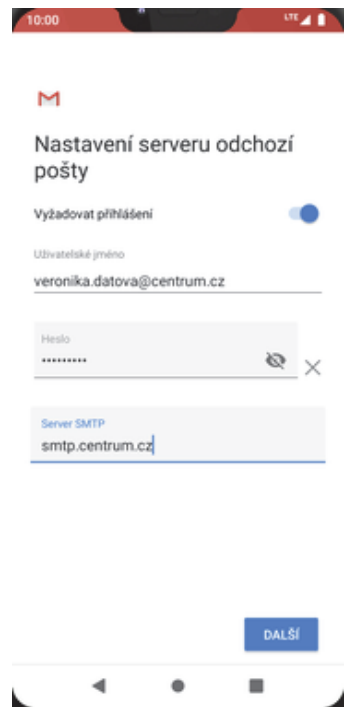 10:00
LTE
Nastavení serveru odchozí
pošty
Vyžadovat přihlášení
Uživatelské jméno
veronika.datova@centrum.cz
Heslo
•••••••••
Server SMTP
smtp.centrum.cz
DALŠÍ